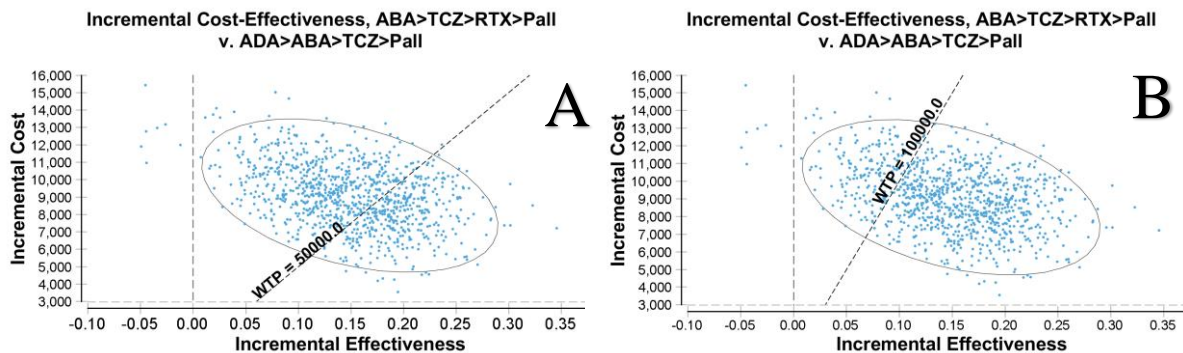 Incremental Cost-Effectiveness, ABA>TCZ>RTX>Pall
v. ADA>ABA>TCZ>Pall
A
Incremental Cost
16,000
15,000
14,000
13,000
12,000
11,000
10,000
9,000
8,000
7,000
6,000
5,000
4,000
3,000
WTP = 50000.0
-0.10 -0.05 0.00 0.05 0.10 0.15 0.20 0.25 0.30 0.35
Incremental Effectiveness
Incremental Cost-Effectiveness, ABA>TCZ>RTX>Pall
v. ADA>ABA>TCZ>Pall
B
Incremental Cost
16,000
15,000
14,000
13,000
12,000
11,000
10,000
9,000
8,000
7,000
6,000
5,000
4,000
3,000
WTP = 100000.0
-0.10 -0.05 0.00 0.05 0.10 0.15 0.20 0.25 0.30 0.35
Incremental Effectiveness